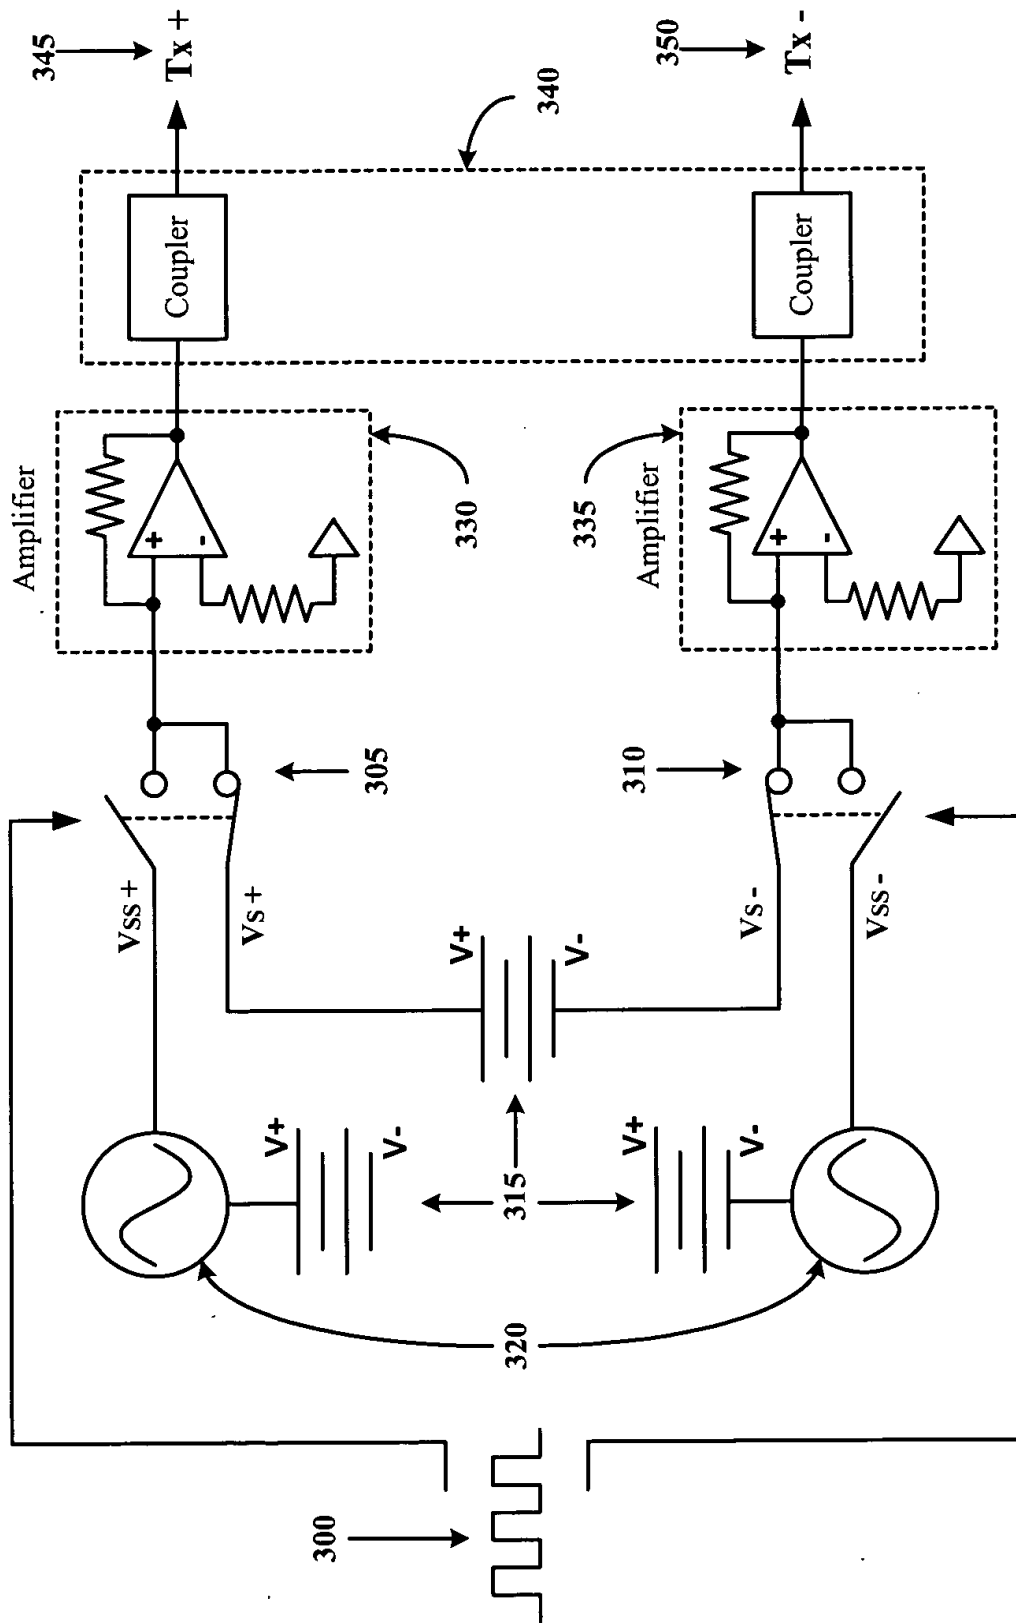 345
Tx +
350
Tx -
340
Coupler
Coupler
Amplifier
+
-
330
335
Amplifier
+
-
305
310
Vss +
Vs +
Vs -
Vss -
V+
V-
V+
V-
315
V+
V-
320
300